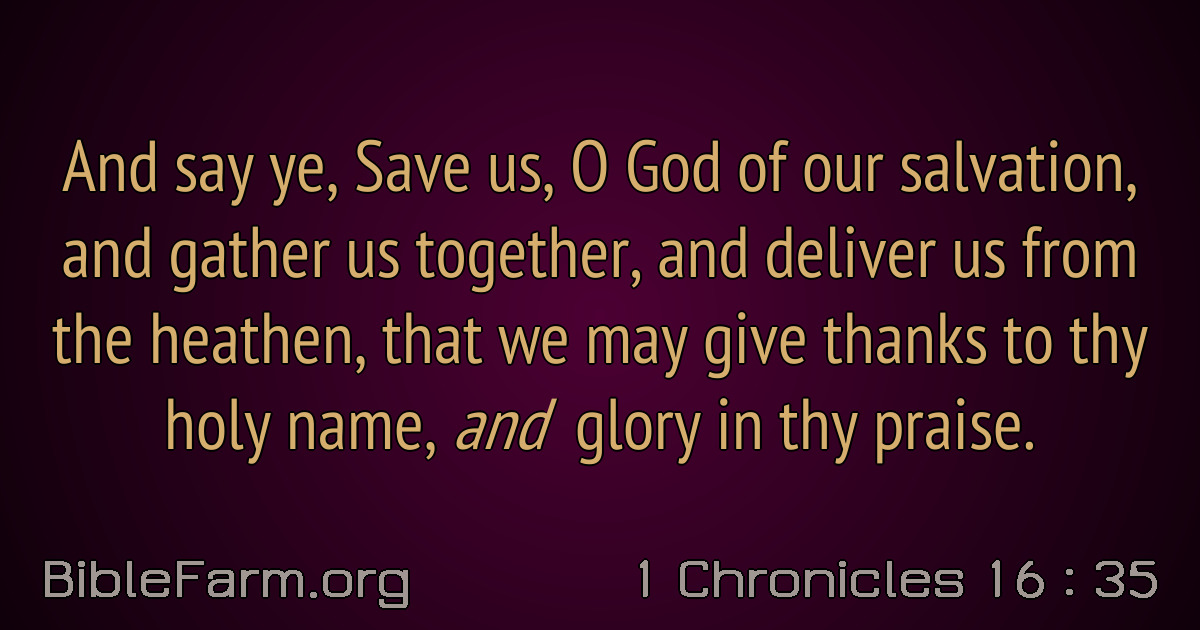 And say ye, Save us, O God of our salvation,
and gather us together, and deliver us from
the heathen, that we may give thanks to thy
holy name, and glory in thy praise.
BibleFarm.org
1 Chronicles 16 : 35